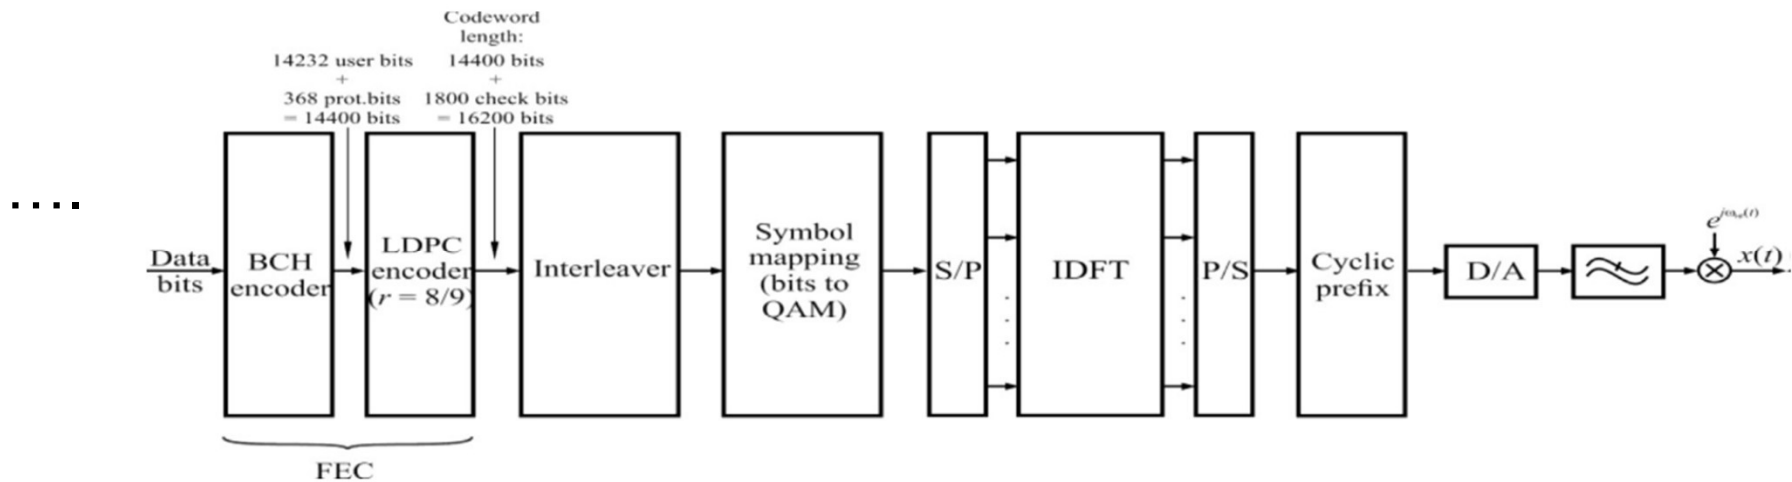 Codeword
length:
14232 user bits
+
368 prot.bits
= 14400 bits
14400 bits
+
1800 check bits
= 16200 bits
....
Data
bits
BCH
encoder
LDPC
encoder
(r = 8/9)
Interleaver
Symbol
mapping
(bits to
QAM)
S/P
IDFT
P/S
Cyclic
prefix
D/A
x(t)
FEC